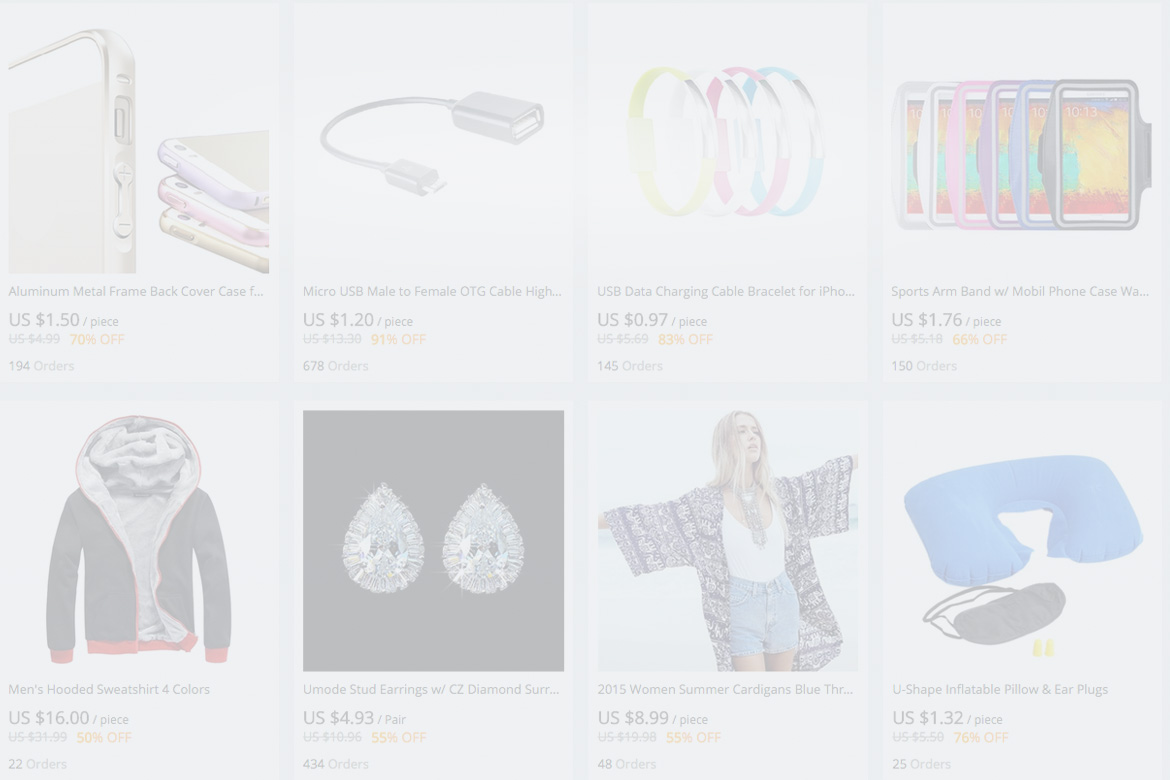 Aluminum Metal Frame Back Cover Case f...
US $1.50 / piece
US $4.99 70% OFF
194 Orders
Micro USB Male to Female OTG Cable High...
US $1.20 / piece
US $13.30 91% OFF
678 Orders
USB Data Charging Cable Bracelet for iPho...
US $0.97 / piece
US $5.69 83% OFF
145 Orders
10:13
Sports Arm Band w/ Mobil Phone Case Wa...
US $1.76 / piece
US $5.18 66% OFF
150 Orders
Men's Hooded Sweatshirt 4 Colors
US $16.00 / piece
US $31.99 50% OFF
22 Orders
Umode Stud Earrings w/ CZ Diamond Surr...
US $4.93 / Pair
US $10.96 55% OFF
434 Orders
2015 Women Summer Cardigans Blue Thr...
US $8.99 / piece
US $19.98 55% OFF
48 Orders
U-Shape Inflatable Pillow & Ear Plugs
US $1.32 / piece
US $5.50 76% OFF
25 Orders